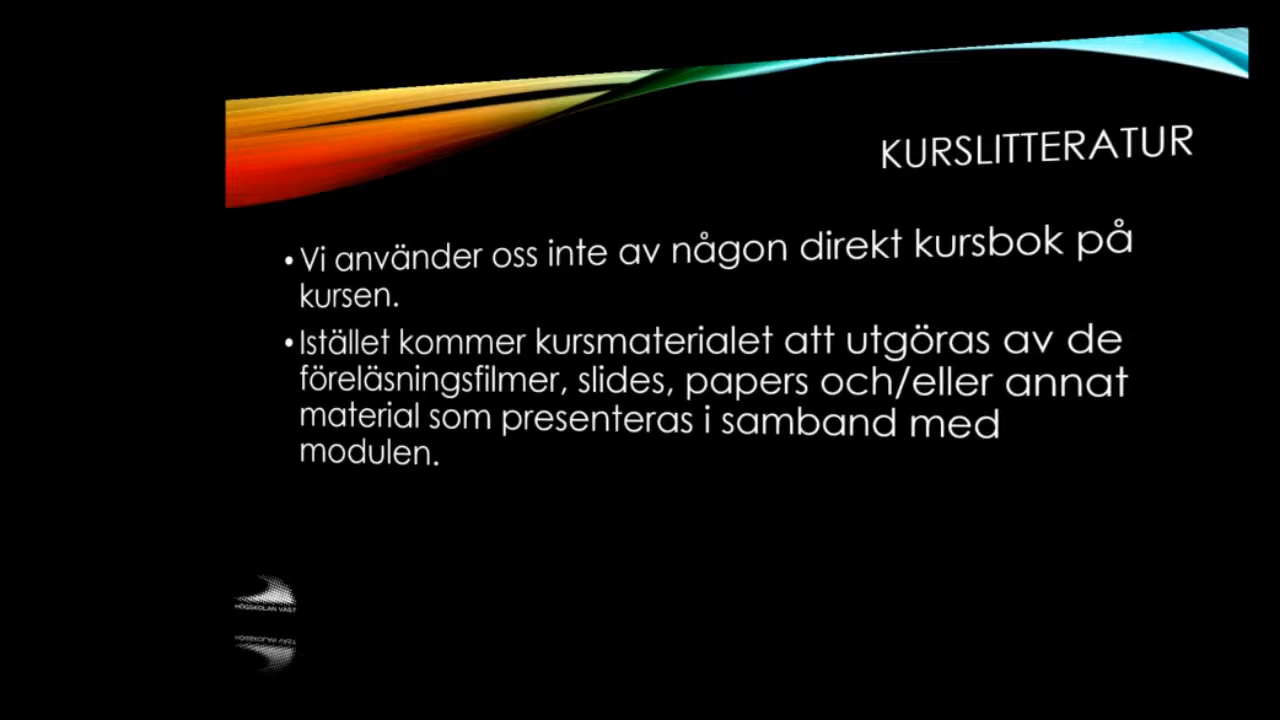 KURSLITTERATUR
• Vi använder oss inte av någon direkt kursbok på
kursen.
• Istället kommer kursmaterialet att utgöras av de
föreläsningsfilmer, slides, papers och/eller annat
material som presenteras i samband med
modulen.
HÖGSKOLAN VÄST